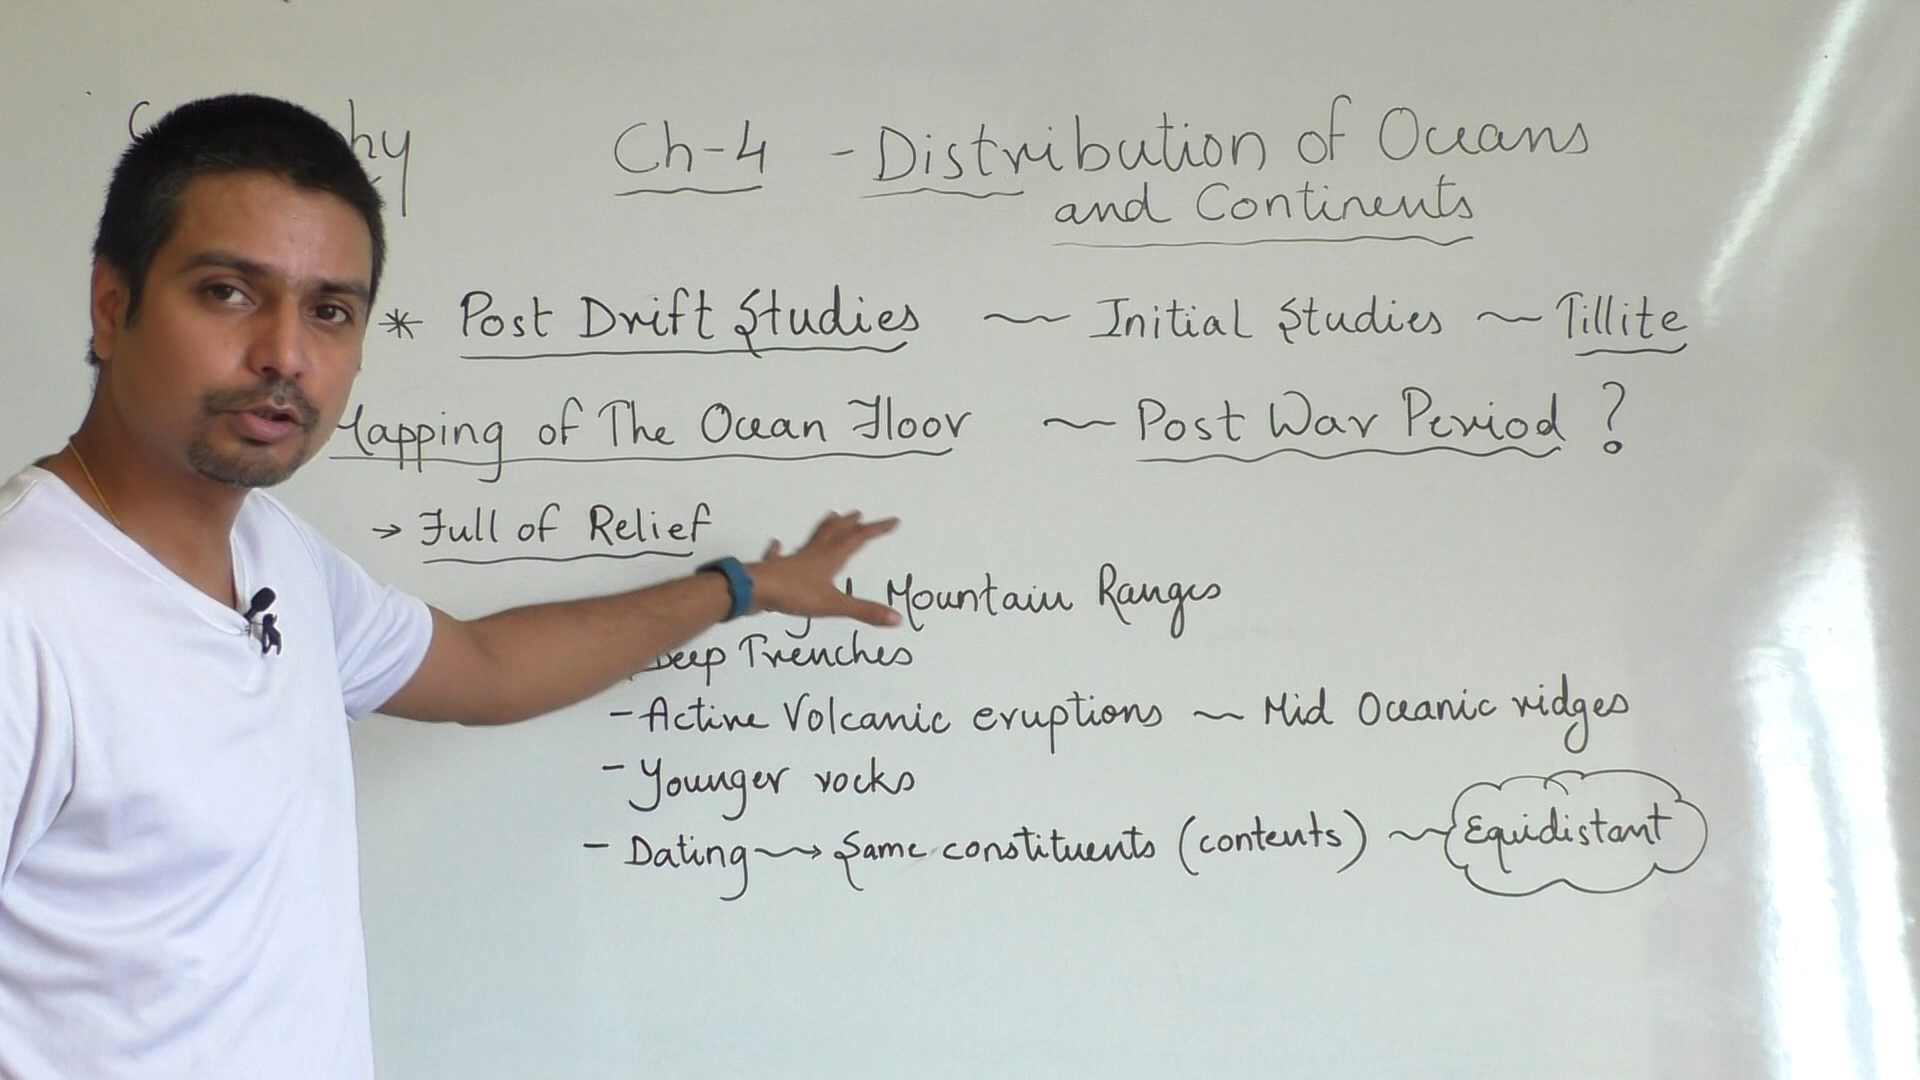 Ch-4 - Distribution of Oceans
and Continents
* Post Drift Studies ~ Initial Studies ~ Tillite
Mapping of The Ocean Floor ~ Post War Period ?
→ Full of Relief
Mountain Ranges
Deep Trenches
- Active Volcanic eruptions ~ Mid Oceanic ridges
- Younger rocks
- Dating → Same constituents (contents) ~ Equidistant